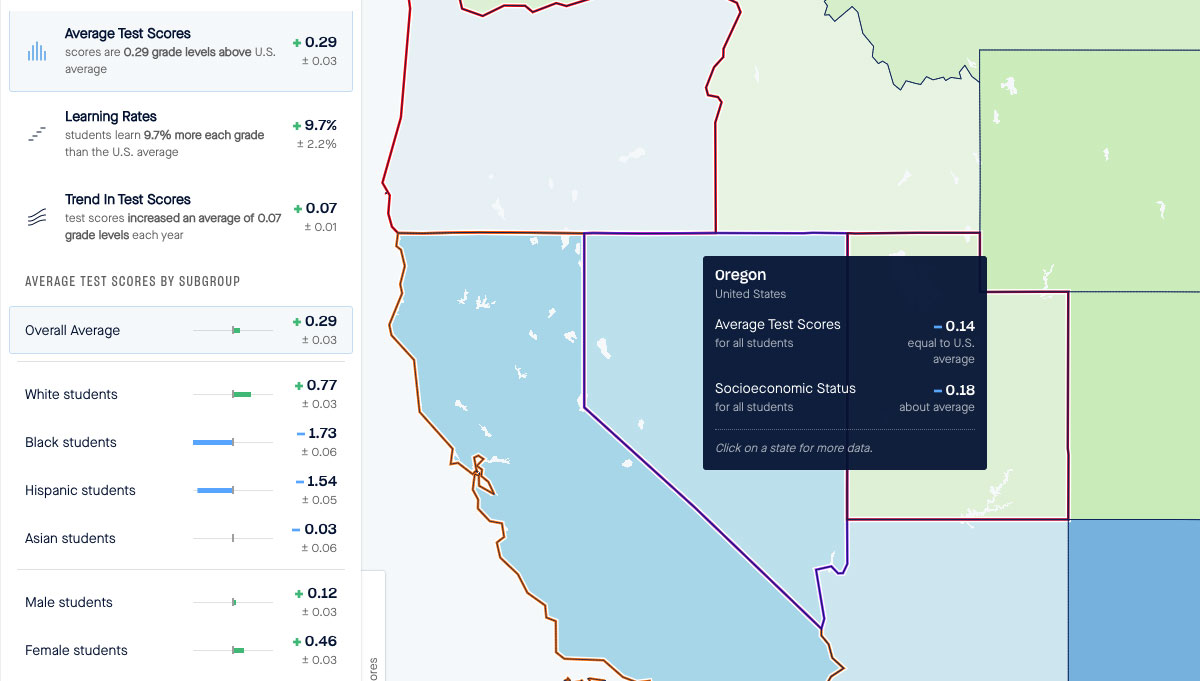 Average Test Scores
scores are 0.29 grade levels above U.S.
average
+ 0.29
± 0.03
Learning Rates
students learn 9.7% more each grade
than the U.S. average
+ 9.7%
± 2.2%
Trend In Test Scores
test scores increased an average of 0.07
grade levels each year
+ 0.07
± 0.01
AVERAGE TEST SCORES BY SUBGROUP
Overall Average
+ 0.29
± 0.03
White students
+ 0.77
± 0.03
Black students
− 1.73
± 0.06
Hispanic students
− 1.54
± 0.05
Asian students
− 0.03
± 0.06
Male students
+ 0.12
± 0.03
Female students
+ 0.46
± 0.03
ores
Oregon
United States
Average Test Scores
for all students
− 0.14
equal to U.S.
average
Socioeconomic Status
for all students
− 0.18
about average
Click on a state for more data.